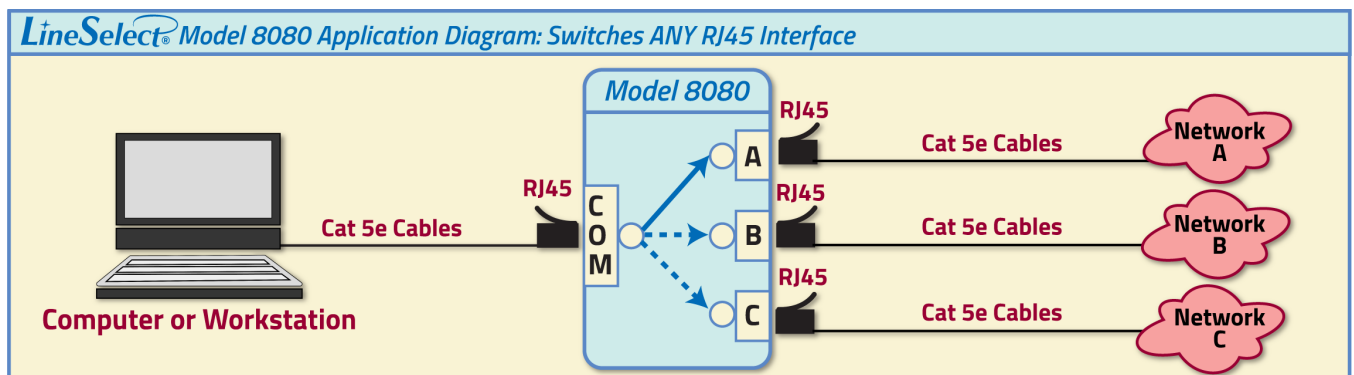 LineSelect® Model 8080 Application Diagram: Switches ANY RJ45 Interface
Model 8080
RJ45
Cat 5e Cables
Network
A
A
RJ45
Cat 5e Cables
COM
RJ45
Cat 5e Cables
Network
B
B
RJ45
Cat 5e Cables
Network
C
C
Computer or Workstation